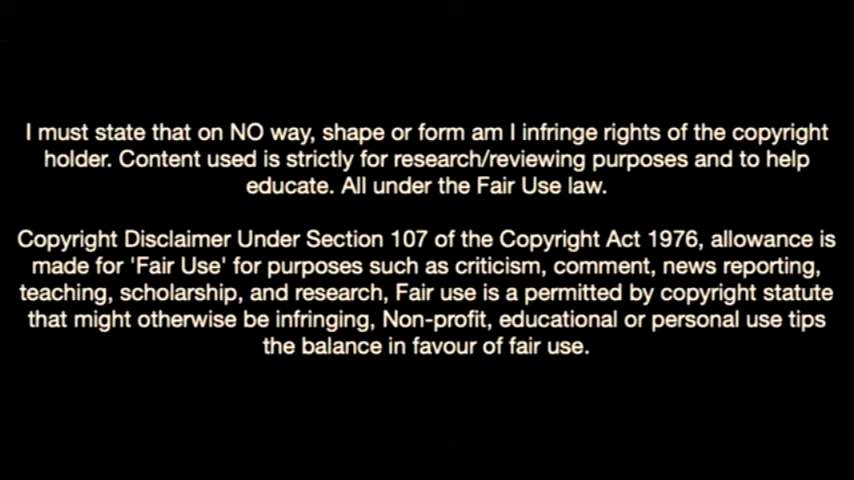 I must state that on NO way, shape or form am I infringe rights of the copyright
holder. Content used is strictly for research/reviewing purposes and to help
educate. All under the Fair Use law.
Copyright Disclaimer Under Section 107 of the Copyright Act 1976, allowance is
made for 'Fair Use' for purposes such as criticism, comment, news reporting,
teaching, scholarship, and research, Fair use is a permitted by copyright statute
that might otherwise be infringing, Non-profit, educational or personal use tips
the balance in favour of fair use.